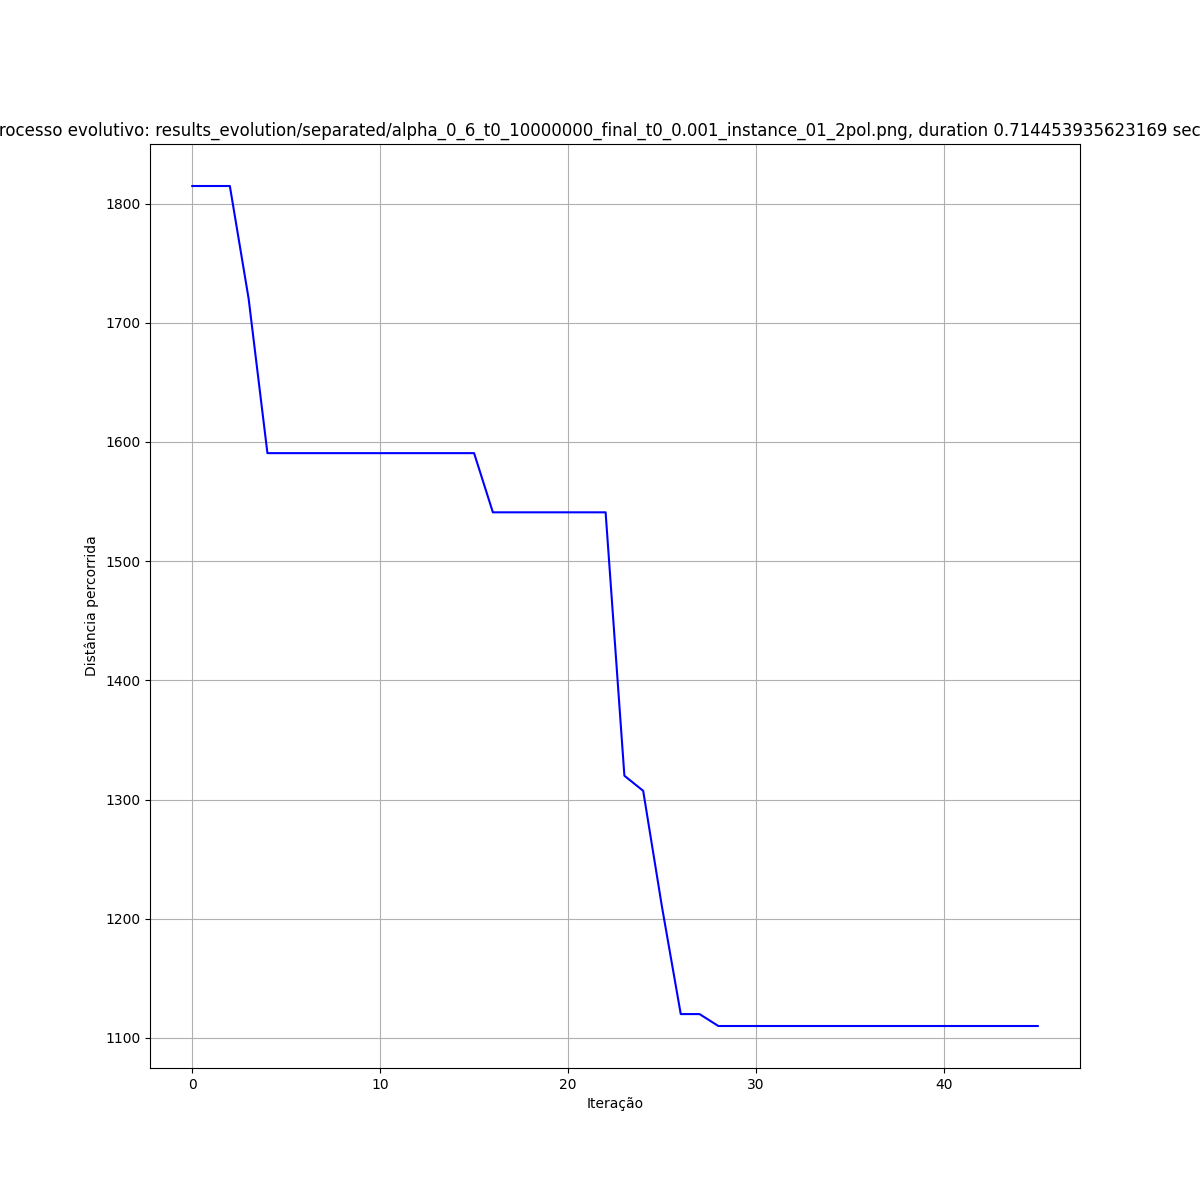 rocesso evolutivo: results_evolution/separated/alpha_0_6_t0_10000000_final_t0_0.001_instance_01_2pol.png, duration 0.714453935623169 sec
1800
1700
1600
1500
1400
1300
1200
1100
Distância percorrida
0 10 20 30 40
Iteração